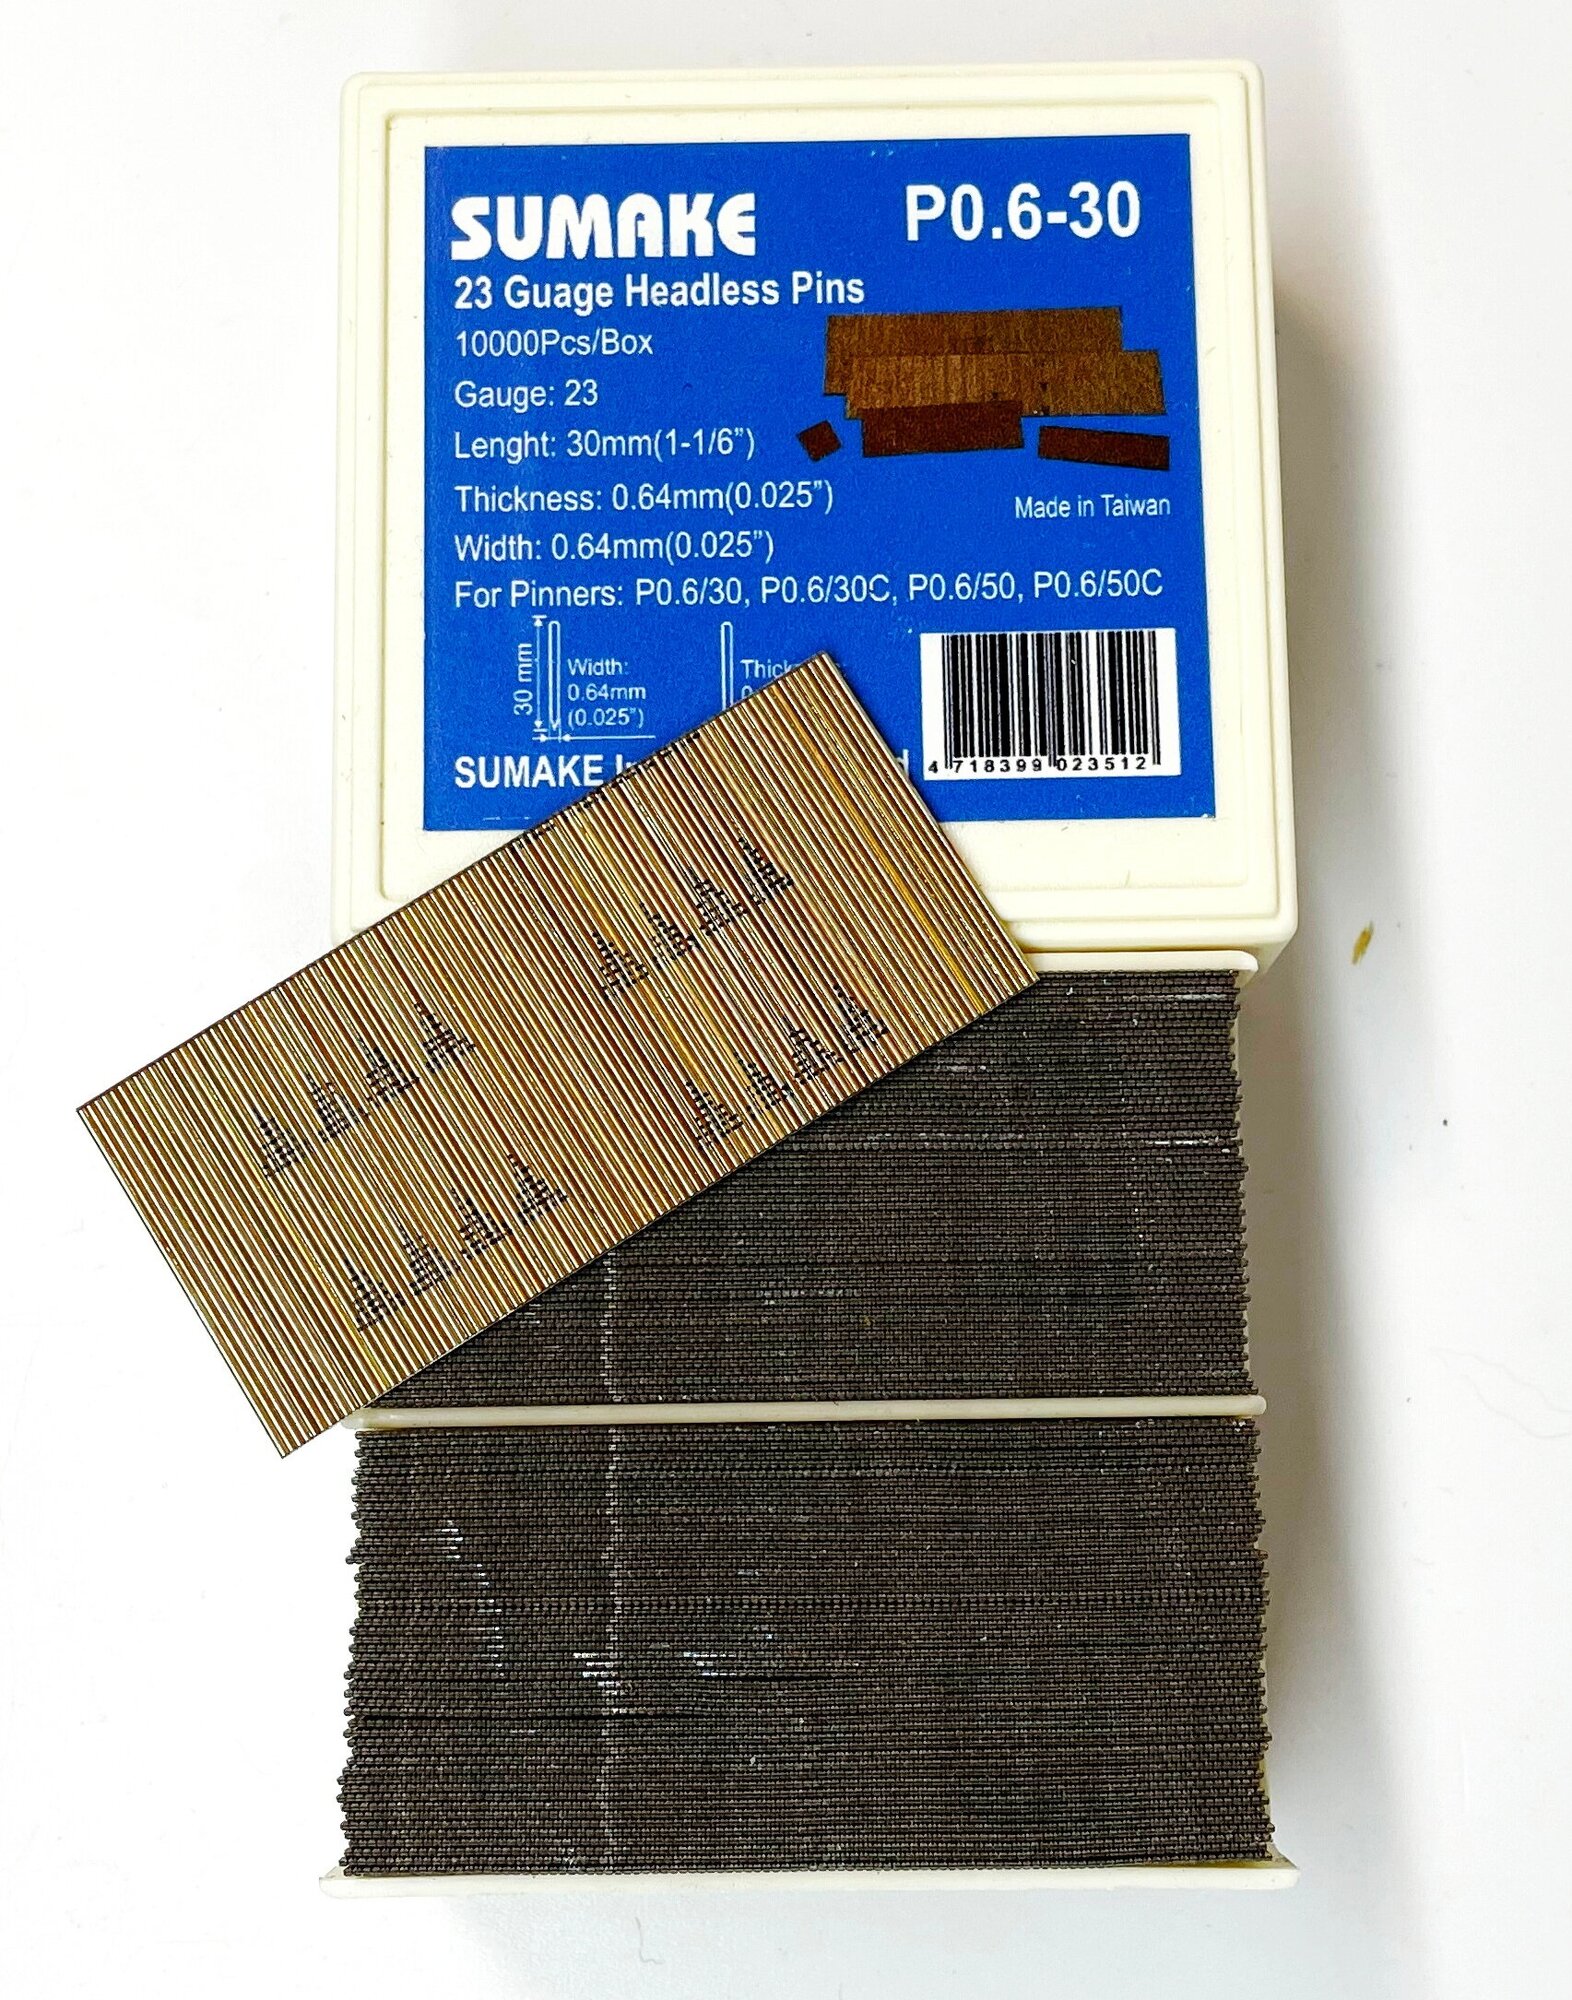 SUMAKE P0.6-30
23 Guage Headless Pins
10000Pcs/Box
Gauge: 23
Lenght: 30mm(1-1/6”)
Thickness: 0.64mm(0.025”)
Made in Taiwan
Width: 0.64mm(0.025”)
For Pinners: P0.6/30, P0.6/30C, P0.6/50, P0.6/50C
30 mm
Width:
0.64mm
(0.025”)
SUMAKE
4 718399 023512